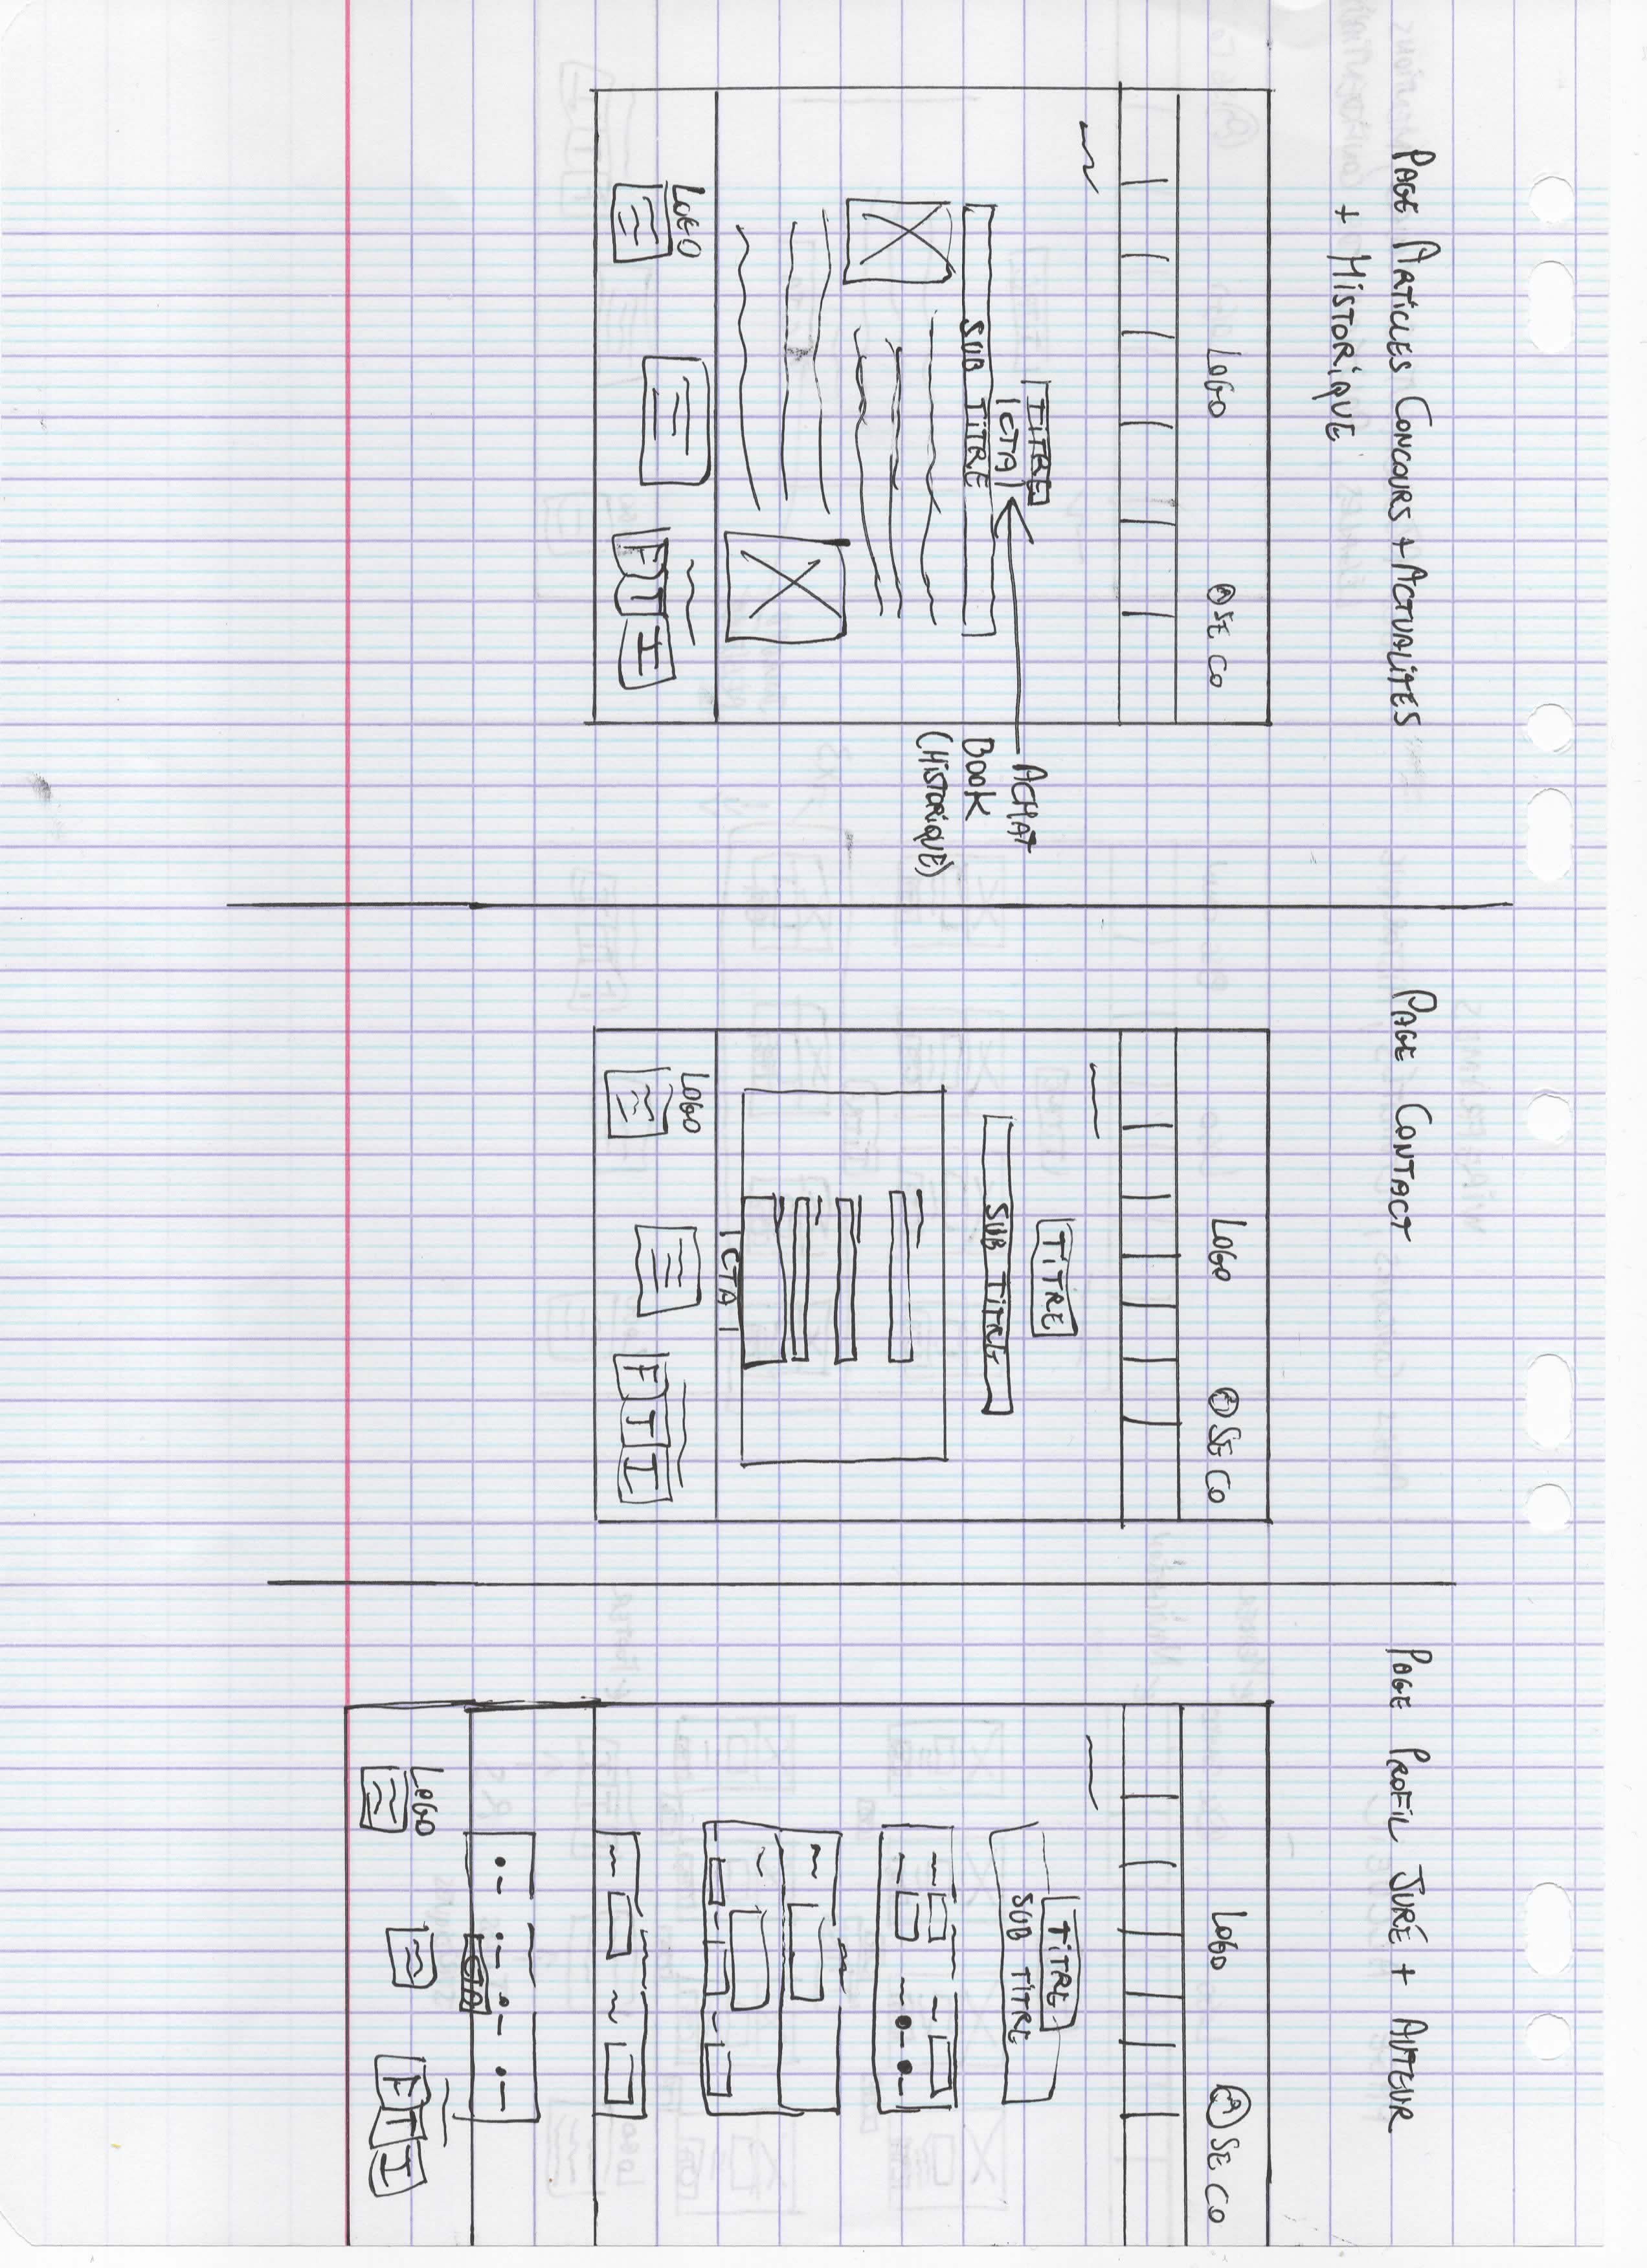 PAGE ARTICLES CONCOURS + ACTUALITÉS
+ HISTORIQUE
LOGO SE CO
TITRE
CTA
SUB TITRE
ACHAT
BOOK
(HISTORIQUE)
LOGO
F T I
PAGE CONTACT
LOGO SE CO
TITRE
SUB TITRE
CTA
LOGO
F T I
PAGE PROFIL JURÉ + AUTEUR
LOGO SE CO
TITRE
SUB TITRE
CTA
LOGO
F T I